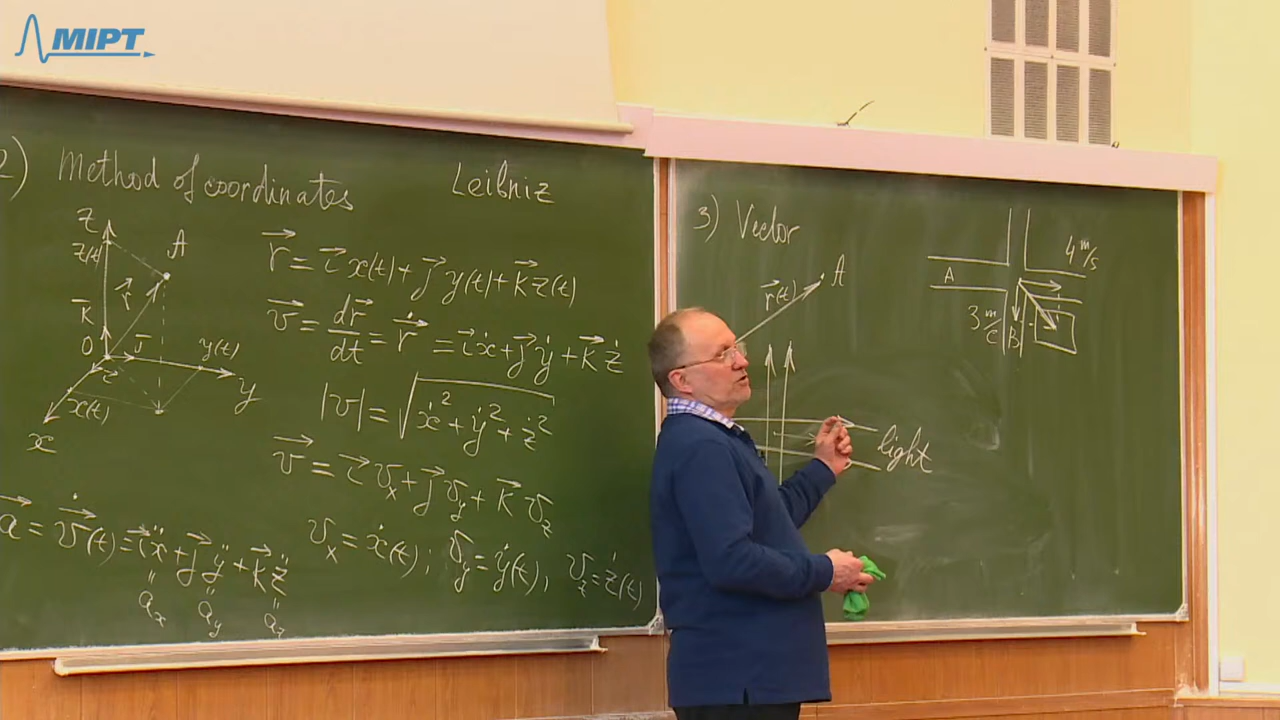 MIPT
2) Method of coordinates Leibniz
z
z(t)
A
r⃗
k⃗
O
j⃗
i⃗
y(t)
y
x(t)
x
r⃗ = i⃗ x(t) + j⃗ y(t) + k⃗ z(t)
v⃗ = dr⃗/dt = ṙ⃗ = i⃗ẋ + j⃗ẏ + k⃗ż
|v| = √(ẋ² + ẏ² + ż²)
v⃗ = i⃗ v_x + j⃗ v_y + k⃗ v_z
a⃗ = v̇⃗(t) = i⃗ẍ + j⃗ÿ + k⃗z̈
a_x a_y a_z
v_x = ẋ(t); v_y = ẏ(t); v_z = ż(t)
3) Vector
r⃗(t)
A
light
A
4 m/s
3 m/c
B